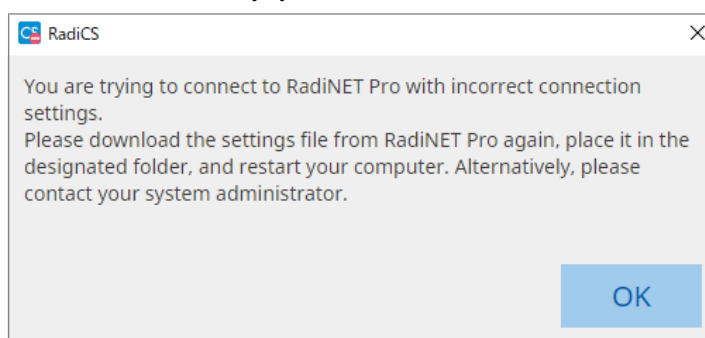 RadiCS
You are trying to connect to RadiNET Pro with incorrect connection
settings.
Please download the settings file from RadiNET Pro again, place it in the
designated folder, and restart your computer. Alternatively, please
contact your system administrator.
OK